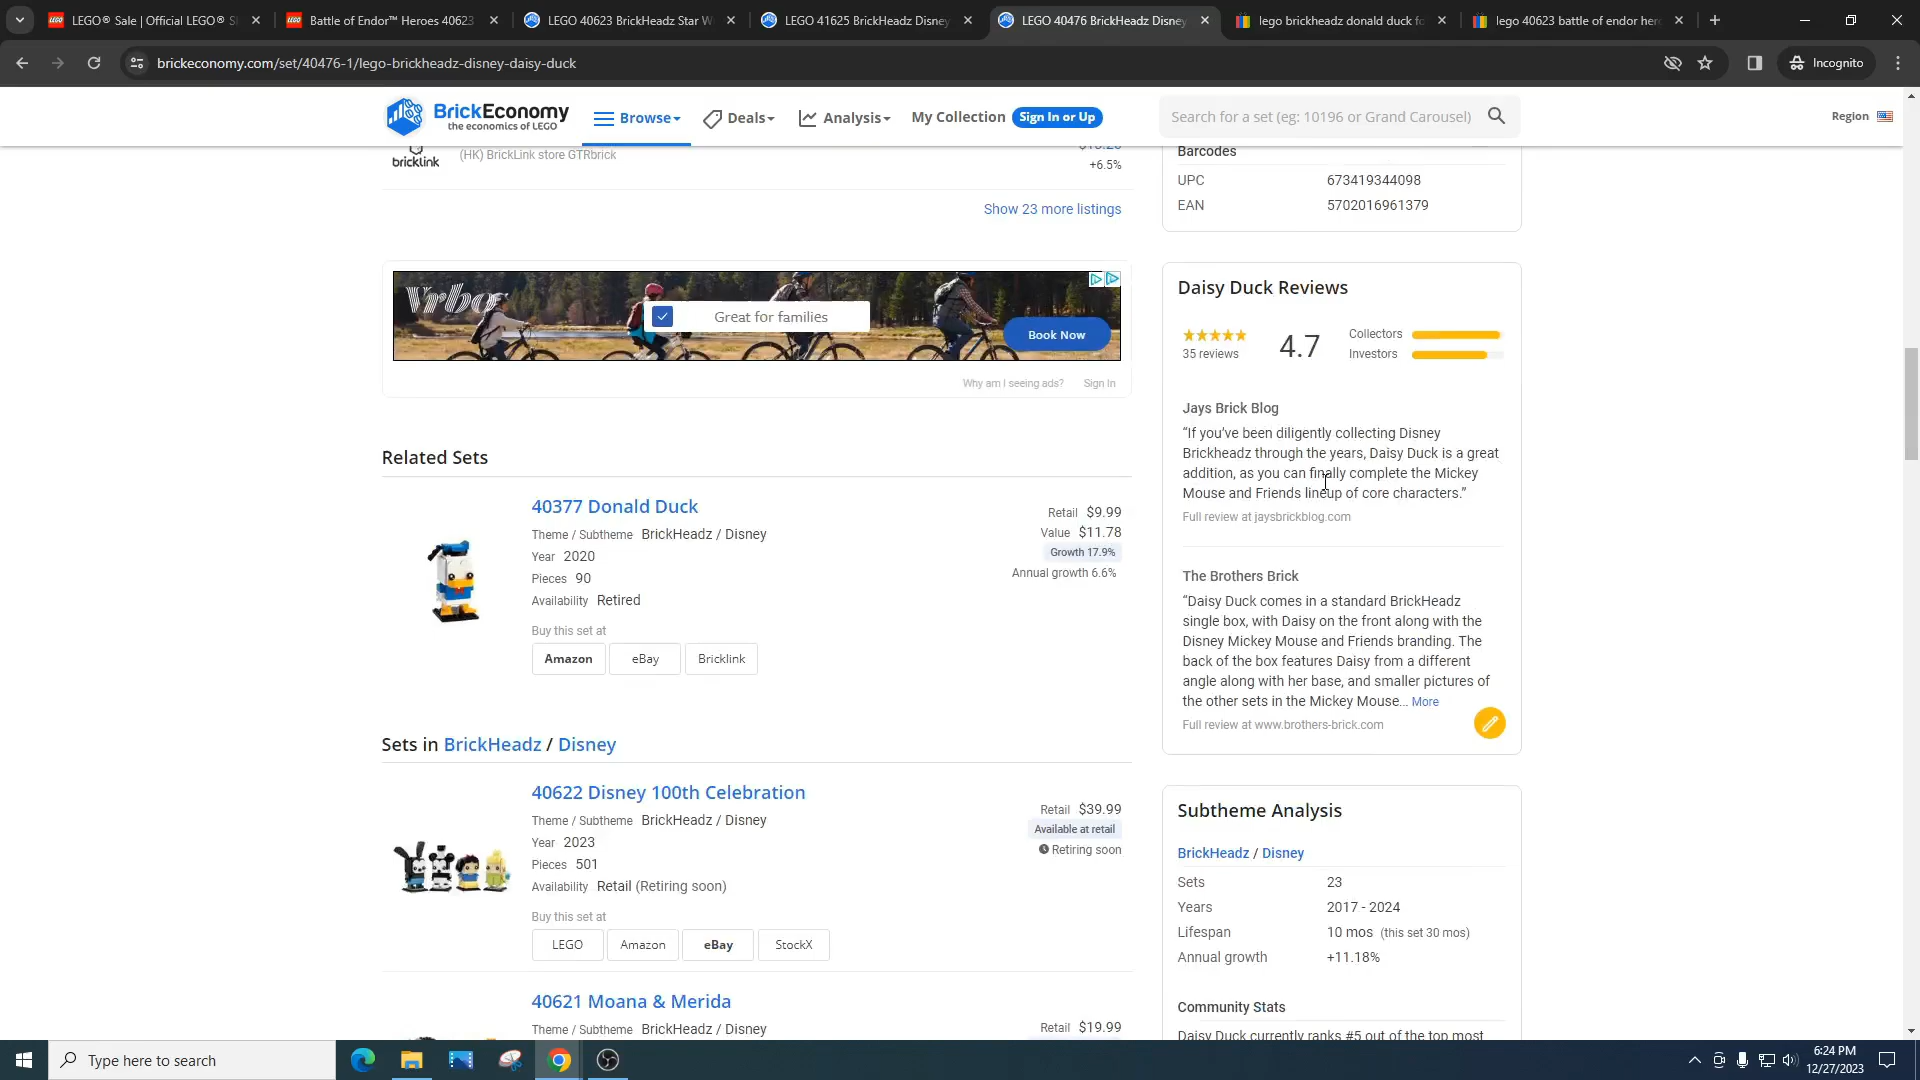 LEGO® Sale | Official LEGO® S
Battle of Endor™ Heroes 40623
LEGO 40623 BrickHeadz Star W
LEGO 41625 BrickHeadz Disney
LEGO 40476 BrickHeadz Disney
lego brickheadz donald duck fo
lego 40623 battle of endor hero
brickeconomy.com/set/40476-1/lego-brickheadz-disney-daisy-duck
Incognito
BrickEconomy
the economics of LEGO
Browse
Deals
Analysis
My Collection
Sign In or Up
Search for a set (eg: 10196 or Grand Carousel)
Region
bricklink
(HK) BrickLink store GTRbrick
+6.5%
Show 23 more listings
Vrbo
Great for families
Book Now
Why am I seeing ads?
Sign In
Related Sets
40377 Donald Duck
Theme / Subtheme BrickHeadz / Disney
Year 2020
Pieces 90
Availability Retired
Buy this set at
Amazon
eBay
Bricklink
Retail $9.99
Value $11.78
Growth 17.9%
Annual growth 6.6%
Sets in BrickHeadz / Disney
40622 Disney 100th Celebration
Theme / Subtheme BrickHeadz / Disney
Year 2023
Pieces 501
Availability Retail (Retiring soon)
Buy this set at
LEGO
Amazon
eBay
StockX
Retail $39.99
Available at retail
Retiring soon
40621 Moana & Merida
Theme / Subtheme BrickHeadz / Disney
Retail $19.99
Barcodes
UPC 673419344098
EAN 5702016961379
Daisy Duck Reviews
35 reviews
4.7
Collectors
Investors
Jays Brick Blog
“If you’ve been diligently collecting Disney
Brickheadz through the years, Daisy Duck is a great
addition, as you can finally complete the Mickey
Mouse and Friends lineup of core characters.”
Full review at jaysbrickblog.com
The Brothers Brick
“Daisy Duck comes in a standard BrickHeadz
single box, with Daisy on the front along with the
Disney Mickey Mouse and Friends branding. The
back of the box features Daisy from a different
angle along with her base, and smaller pictures of
the other sets in the Mickey Mouse... More
Full review at www.brothers-brick.com
Subtheme Analysis
BrickHeadz / Disney
Sets 23
Years 2017 - 2024
Lifespan 10 mos (this set 30 mos)
Annual growth +11.18%
Community Stats
Daisy Duck currently ranks #5 out of the top most
Type here to search
6:24 PM
12/27/2023